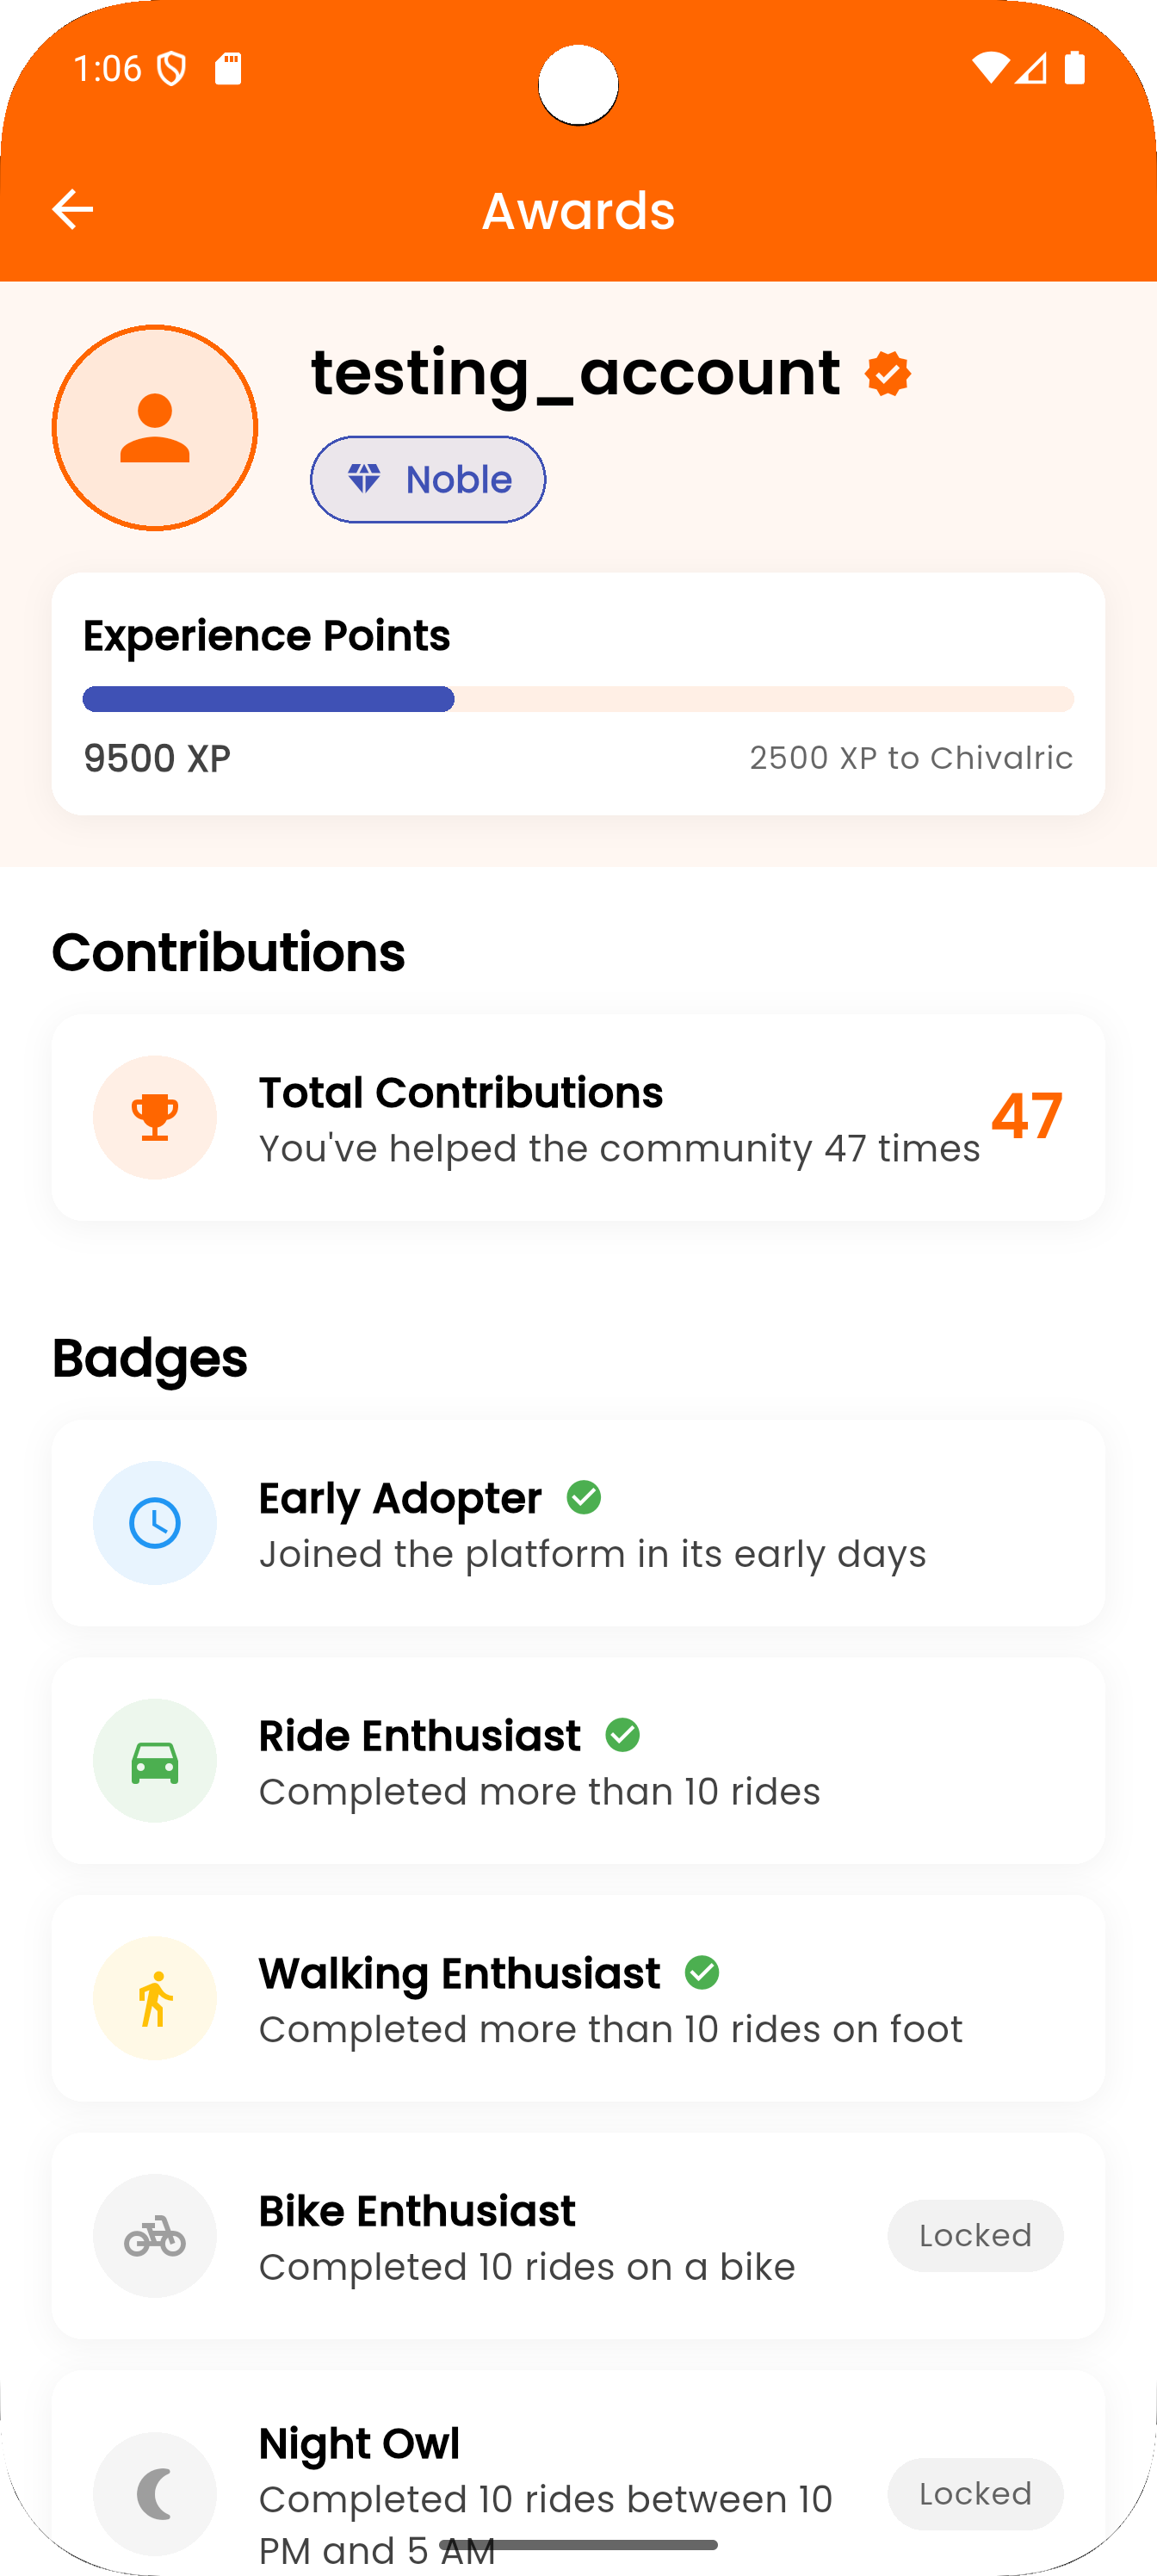 1:06
Awards
testing_account
Noble
Experience Points
9500 XP
2500 XP to Chivalric
Contributions
Total Contributions
You've helped the community 47 times
47
Badges
Early Adopter
Joined the platform in its early days
Ride Enthusiast
Completed more than 10 rides
Walking Enthusiast
Completed more than 10 rides on foot
Bike Enthusiast
Completed 10 rides on a bike
Locked
Night Owl
Completed 10 rides between 10
PM and 5 AM
Locked